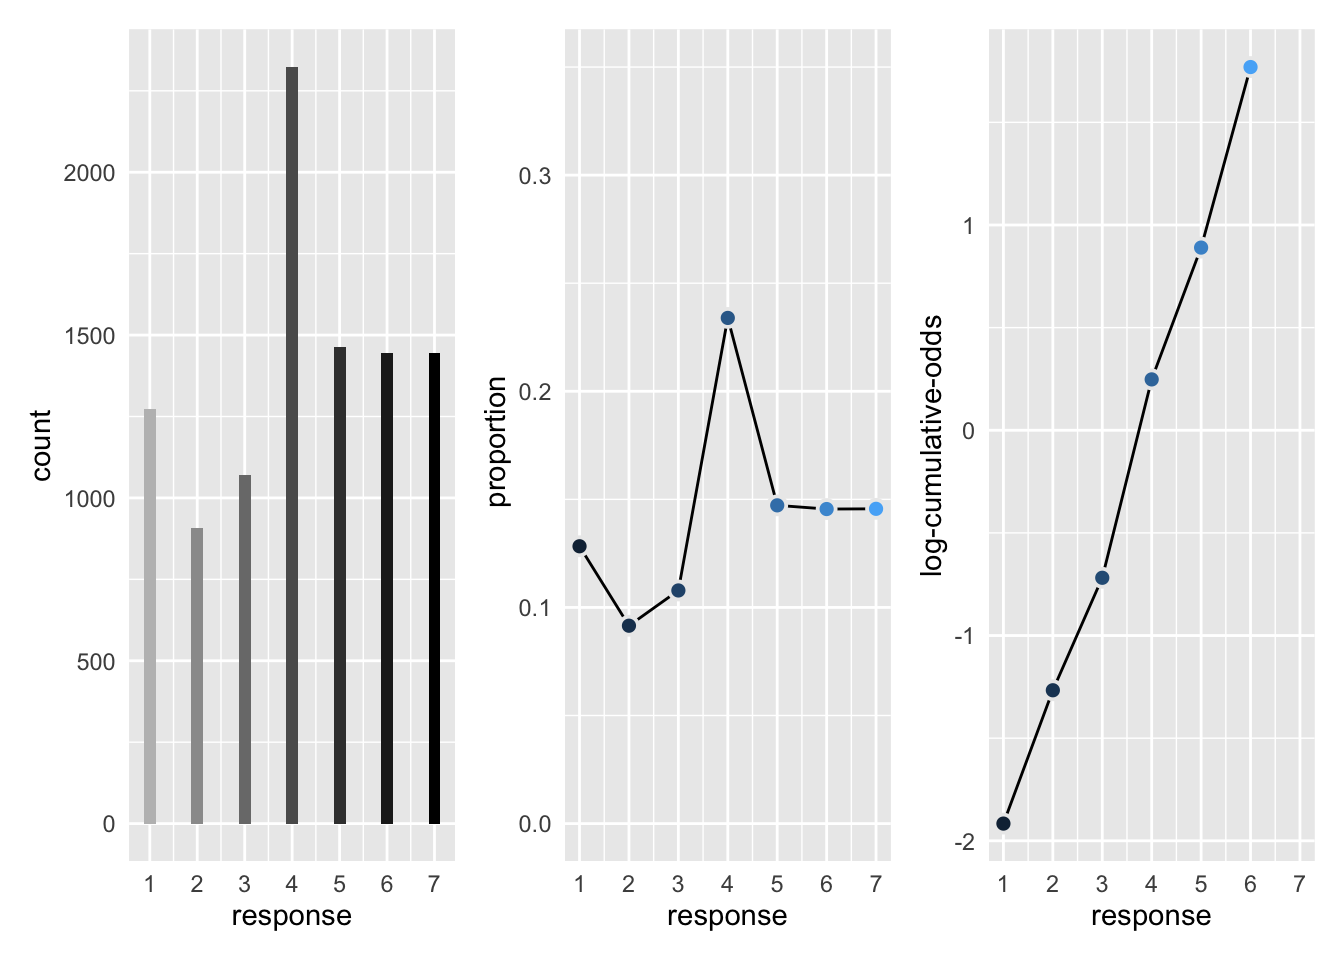 count
2000
1500
1000
500
0
1 2 3 4 5 6 7
response
proportion
0.3
0.2
0.1
0.0
1 2 3 4 5 6 7
response
log-cumulative-odds
1
0
-1
-2
1 2 3 4 5 6 7
response